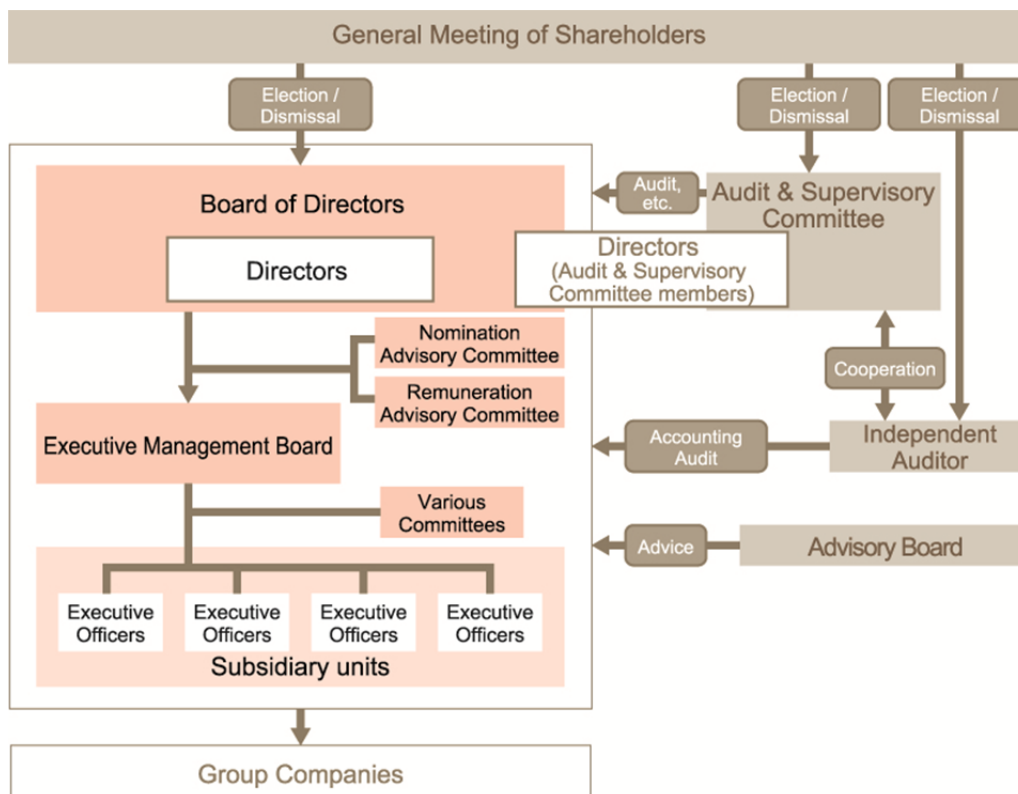 General Meeting of Shareholders
Election /
Dismissal
Election /
Dismissal
Election /
Dismissal
Board of Directors
Directors
Audit,
etc.
Audit & Supervisory
Committee
Directors
(Audit & Supervisory
Committee members)
Nomination
Advisory Committee
Remuneration
Advisory Committee
Cooperation
Executive Management Board
Accounting
Audit
Independent
Auditor
Various
Committees
Advice
Advisory Board
Executive
Officers
Executive
Officers
Executive
Officers
Executive
Officers
Subsidiary units
Group Companies